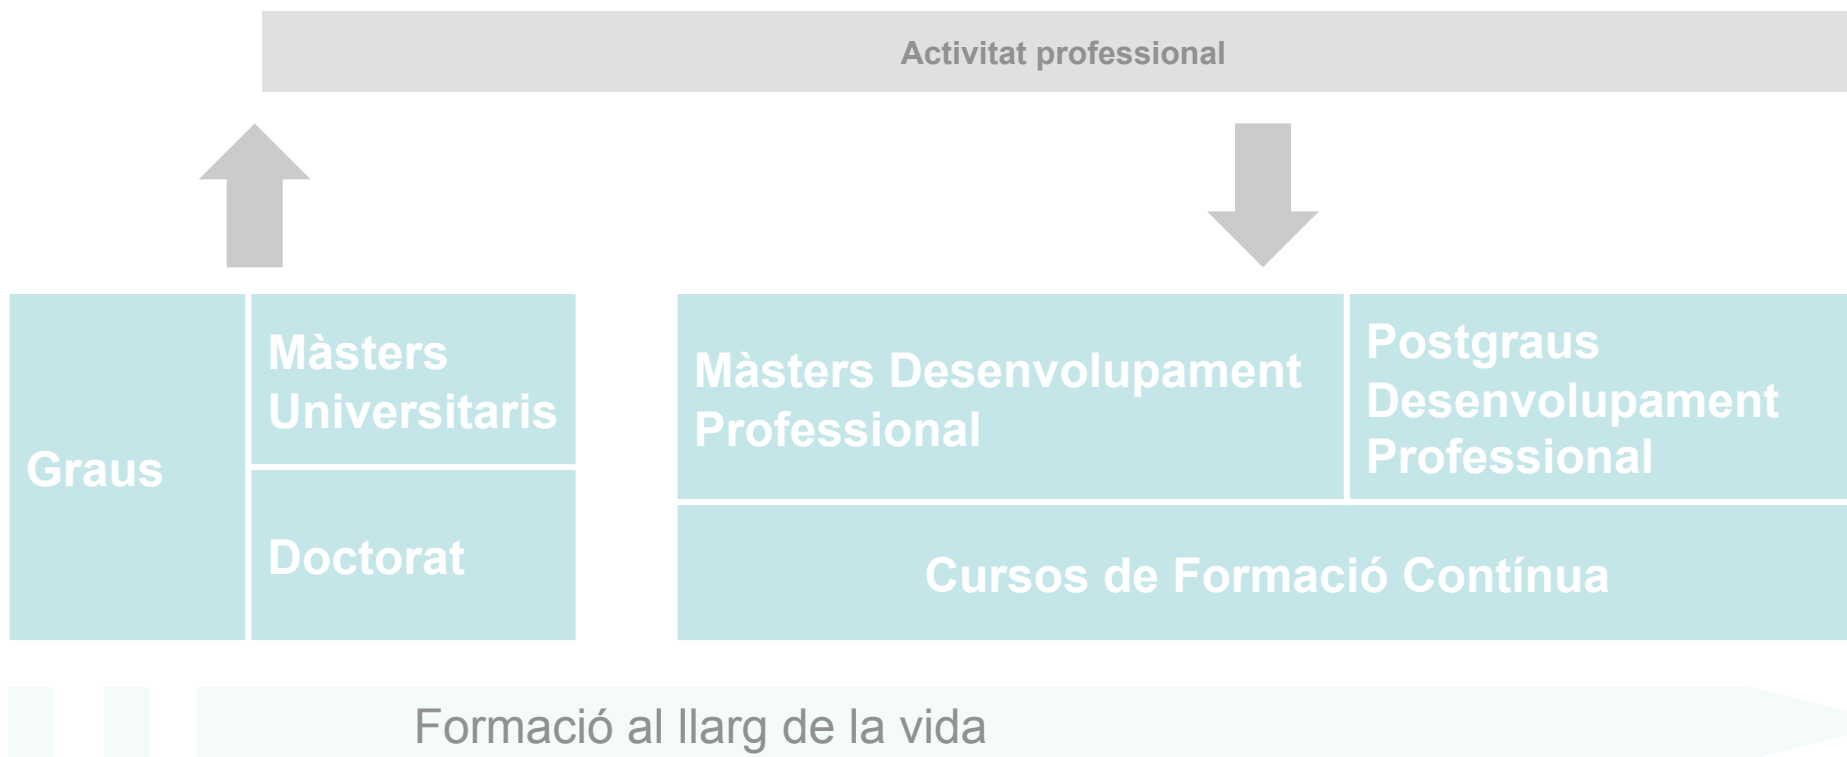 Activitat professional
Graus
Màsters
Universitaris
Doctorat
Màsters Desenvolupament
Professional
Postgraus
Desenvolupament
Professional
Cursos de Formació Contínua
Formació al llarg de la vida